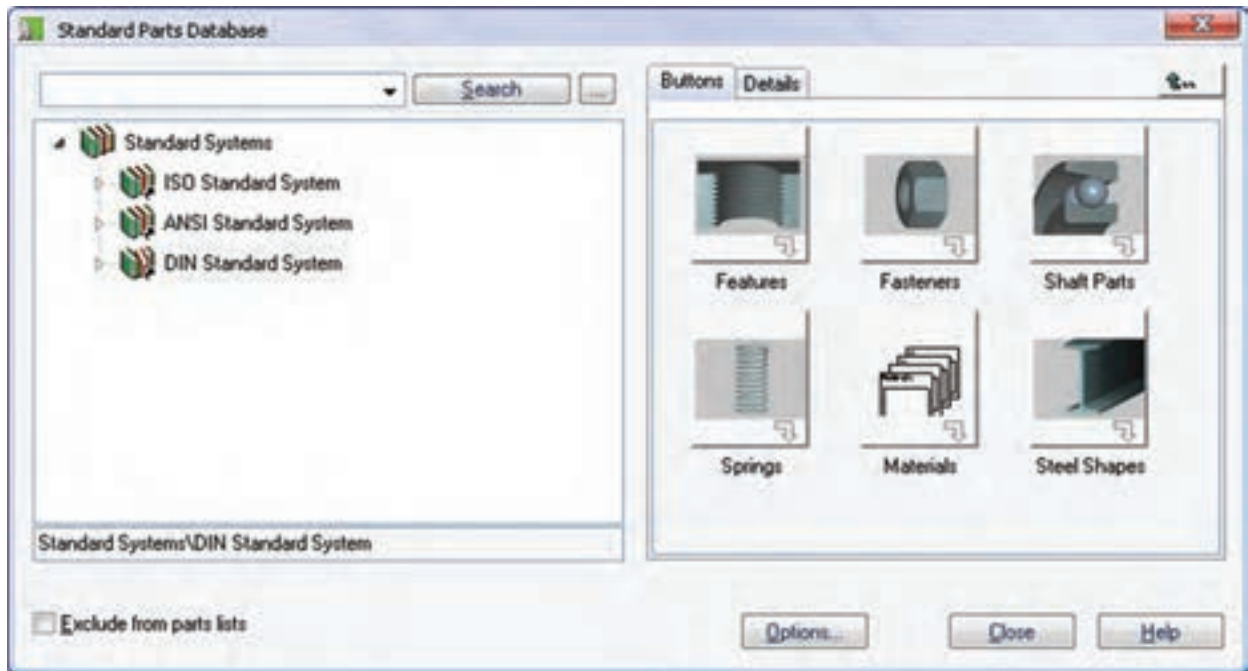 Standard Parts Database
Search ...
Standard Systems
ISO Standard System
ANSI Standard System
DIN Standard System
Standard Systems\DIN Standard System
Exclude from parts lists
Buttons Details
Features Fasteners Shaft Parts
Springs Materials Steel Shapes
Options... Close Help